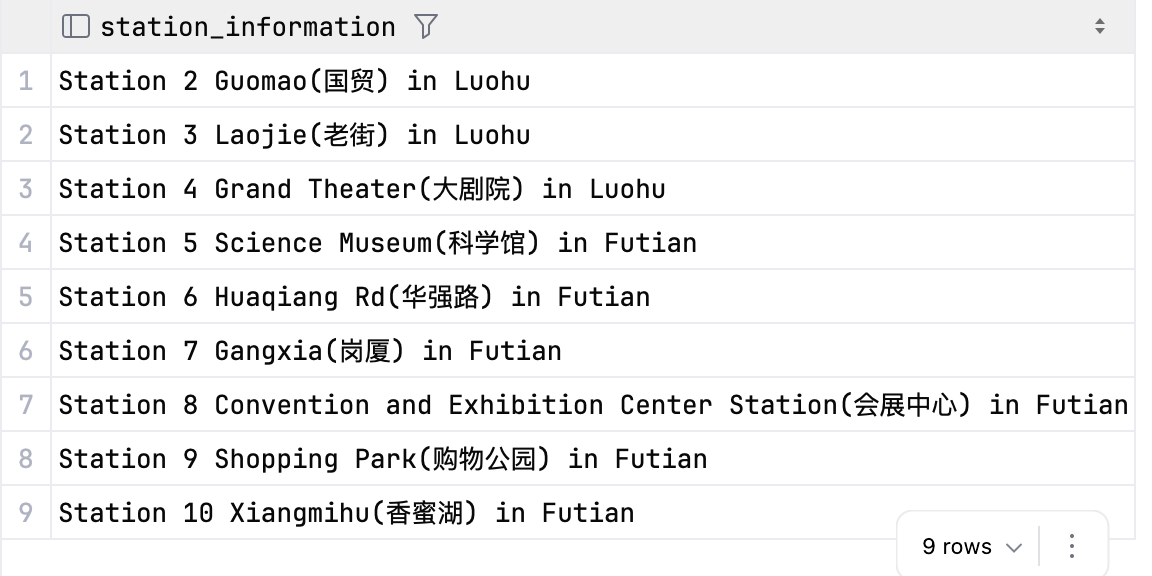 station_information
1 Station 2 Guomao(国贸) in Luohu
2 Station 3 Laojie(老街) in Luohu
3 Station 4 Grand Theater(大剧院) in Luohu
4 Station 5 Science Museum(科学馆) in Futian
5 Station 6 Huaqiang Rd(华强路) in Futian
6 Station 7 Gangxia(岗厦) in Futian
7 Station 8 Convention and Exhibition Center Station(会展中心) in Futian
8 Station 9 Shopping Park(购物公园) in Futian
9 Station 10 Xiangmihu(香蜜湖) in Futian
9 rows